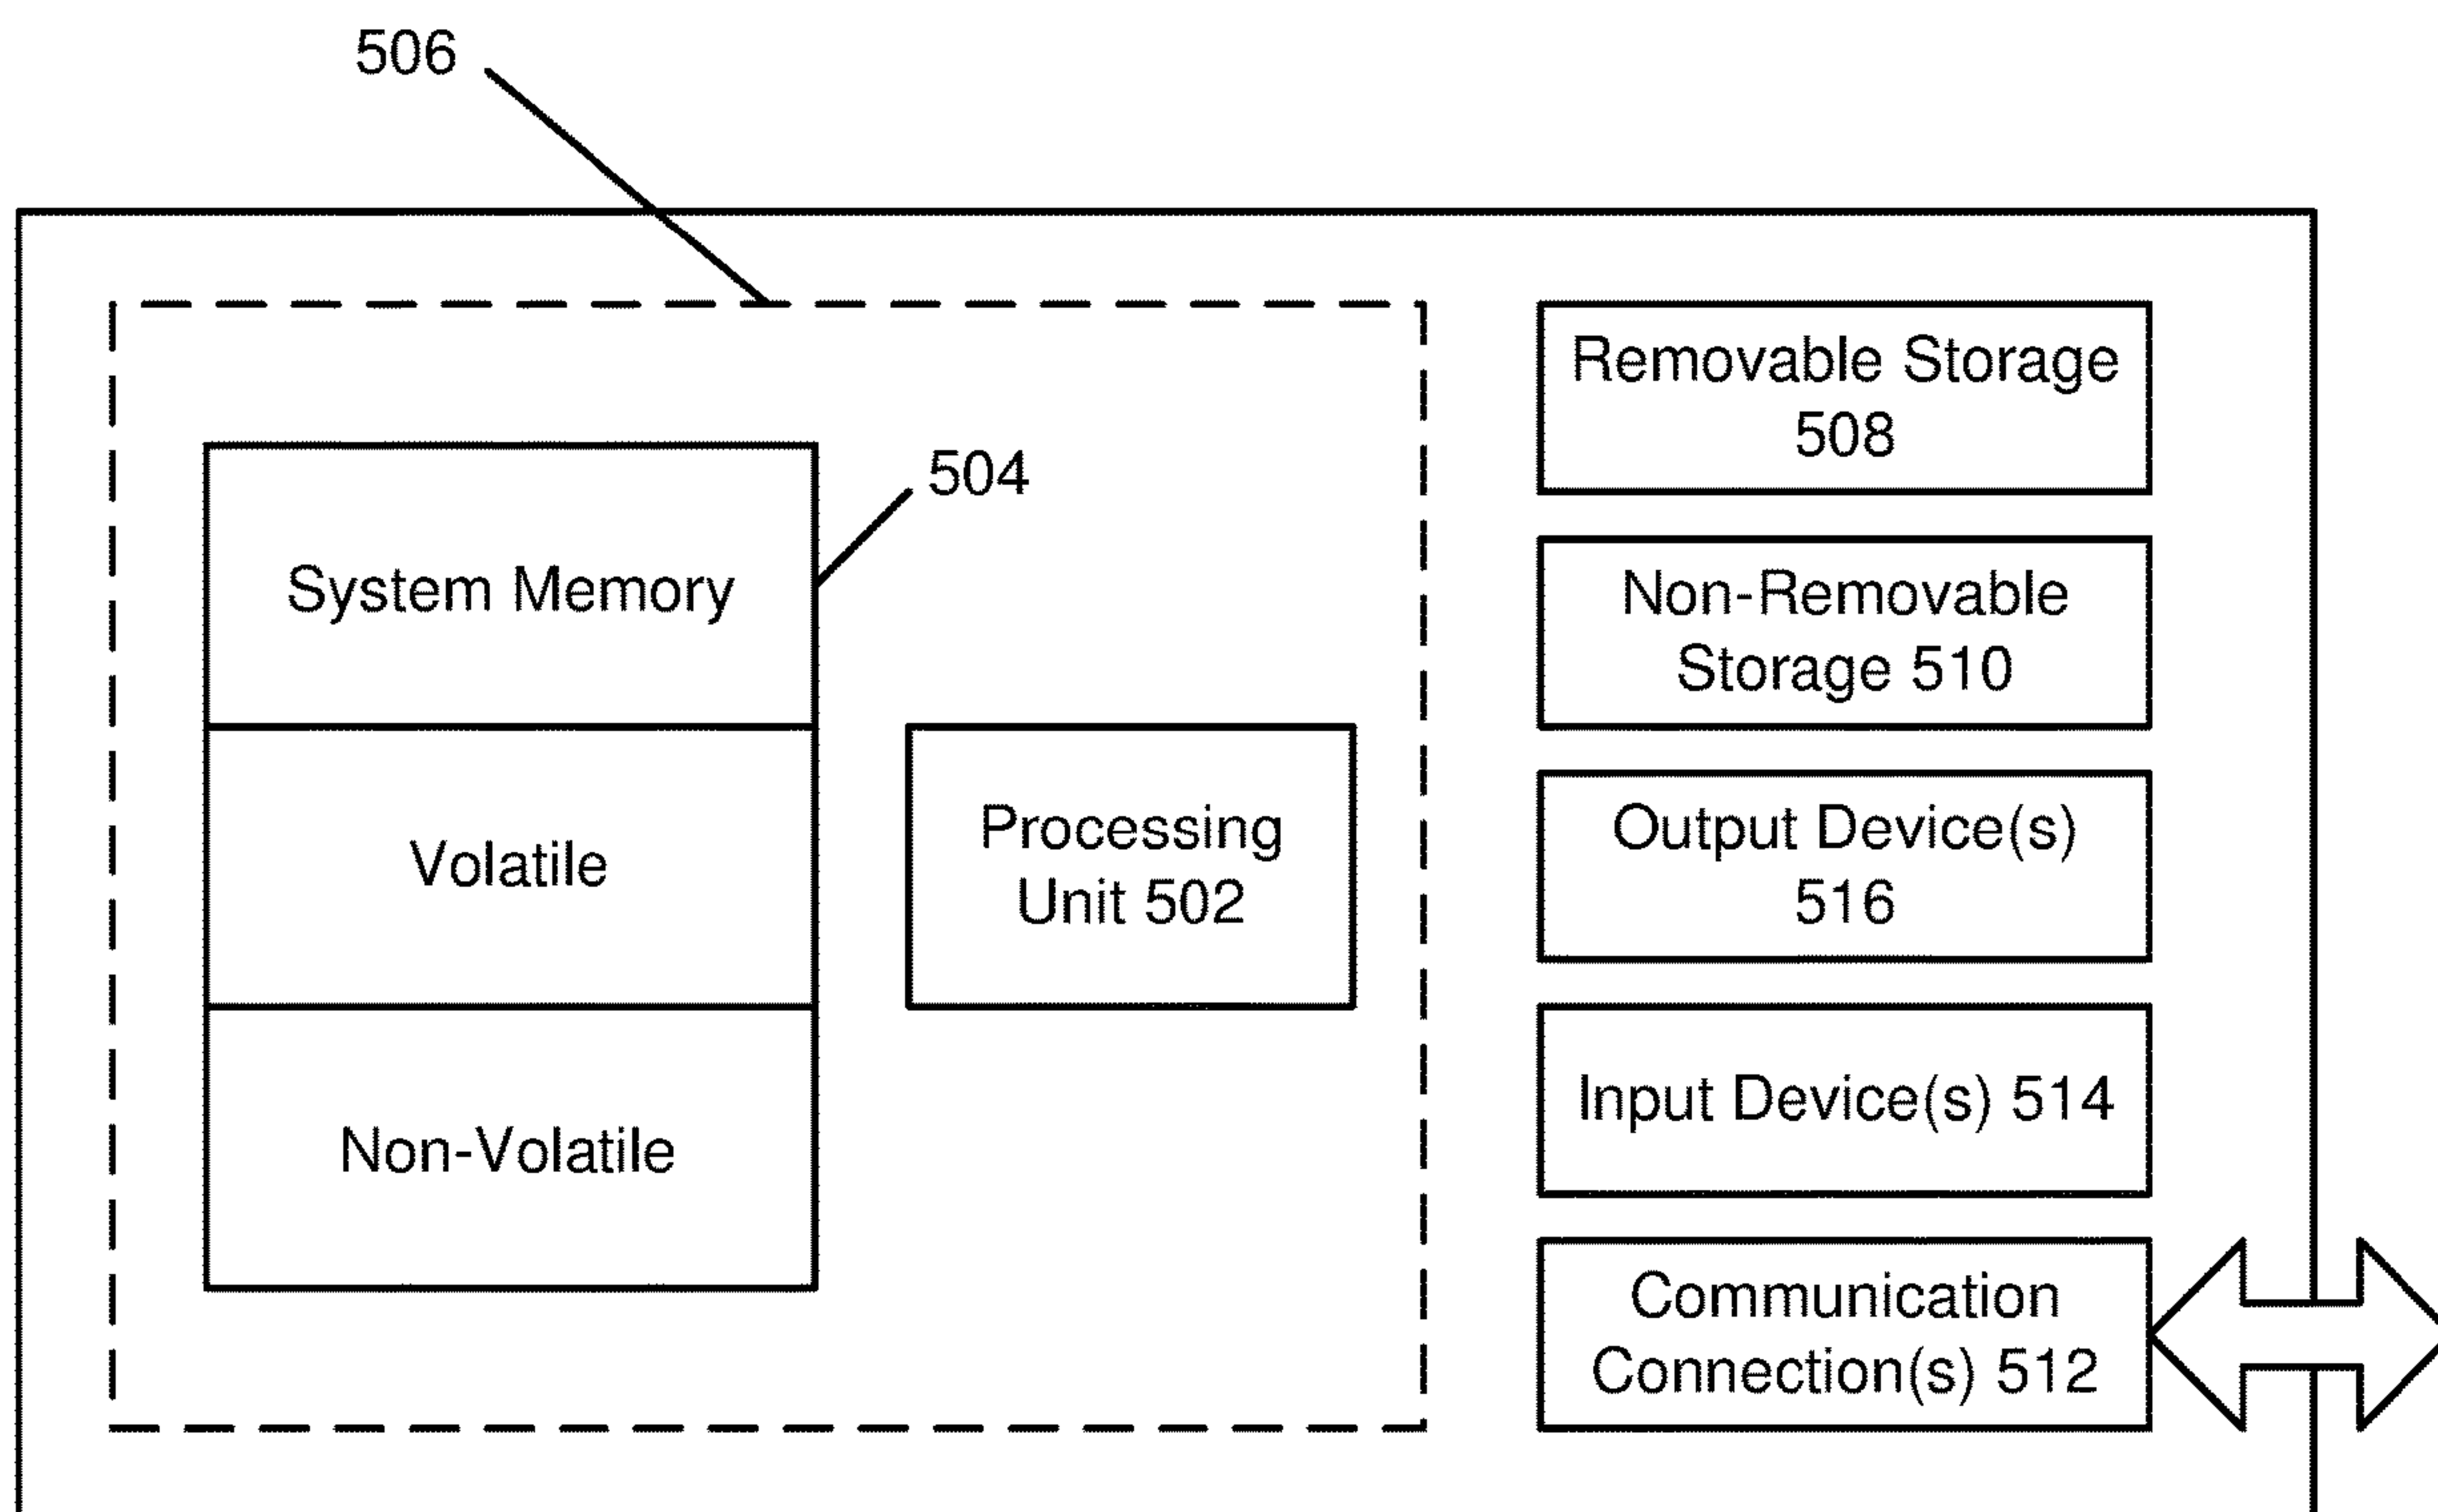 506
504
System Memory
Volatile
Non-Volatile
Processing
Unit 502
Removable Storage
508
Non-Removable
Storage 510
Output Device(s)
516
Input Device(s) 514
Communication
Connection(s) 512